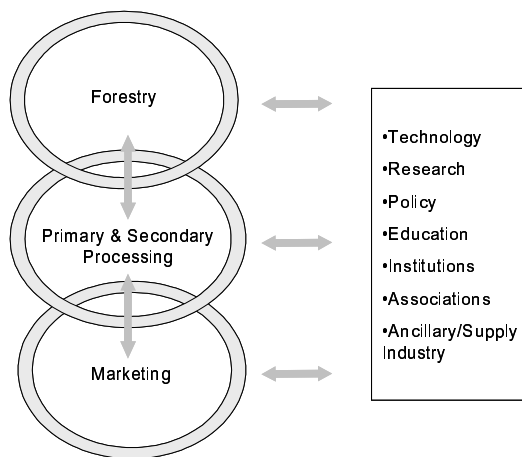 Forestry
Primary & Secondary
Processing
Marketing
•Technology
•Research
•Policy
•Education
•Institutions
•Associations
•Ancillary/Supply
Industry